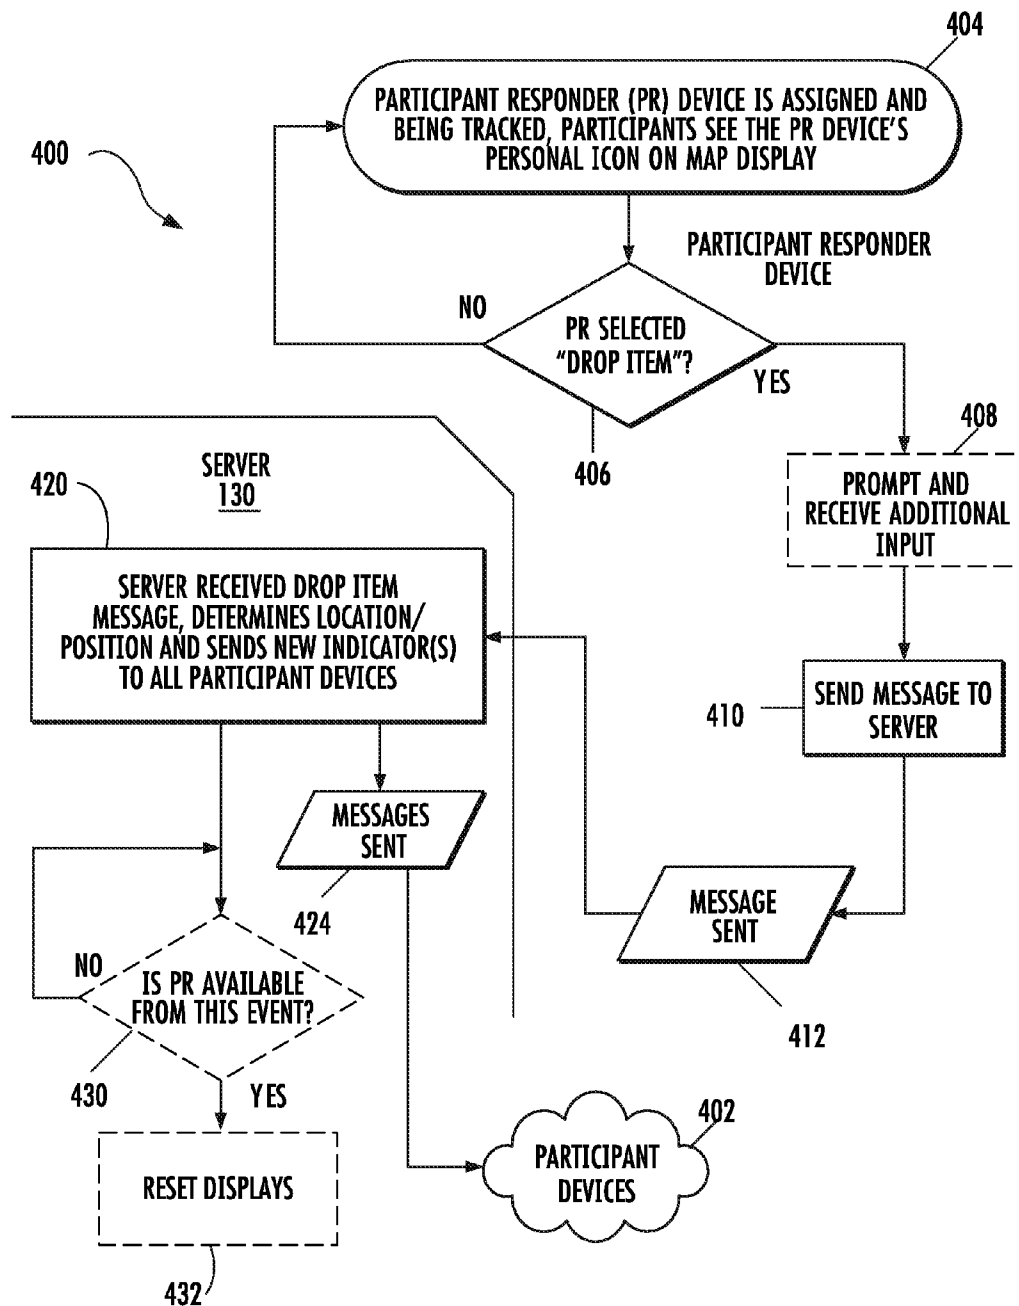 404
PARTICIPANT RESPONDER (PR) DEVICE IS ASSIGNED AND
BEING TRACKED, PARTICIPANTS SEE THE PR DEVICE'S
PERSONAL ICON ON MAP DISPLAY
400
PARTICIPANT RESPONDER
DEVICE
NO
PR SELECTED
"DROP ITEM"?
YES
406
408
PROMPT AND
RECEIVE ADDITIONAL
INPUT
SERVER
130
420
SERVER RECEIVED DROP ITEM
MESSAGE, DETERMINES LOCATION/
POSITION AND SENDS NEW INDICATOR(S)
TO ALL PARTICIPANT DEVICES
SEND MESSAGE TO
SERVER
410
MESSAGES
SENT
424
MESSAGE
SENT
412
NO
IS PR AVAILABLE
FROM THIS EVENT?
430
YES
402
PARTICIPANT
DEVICES
RESET DISPLAYS
432